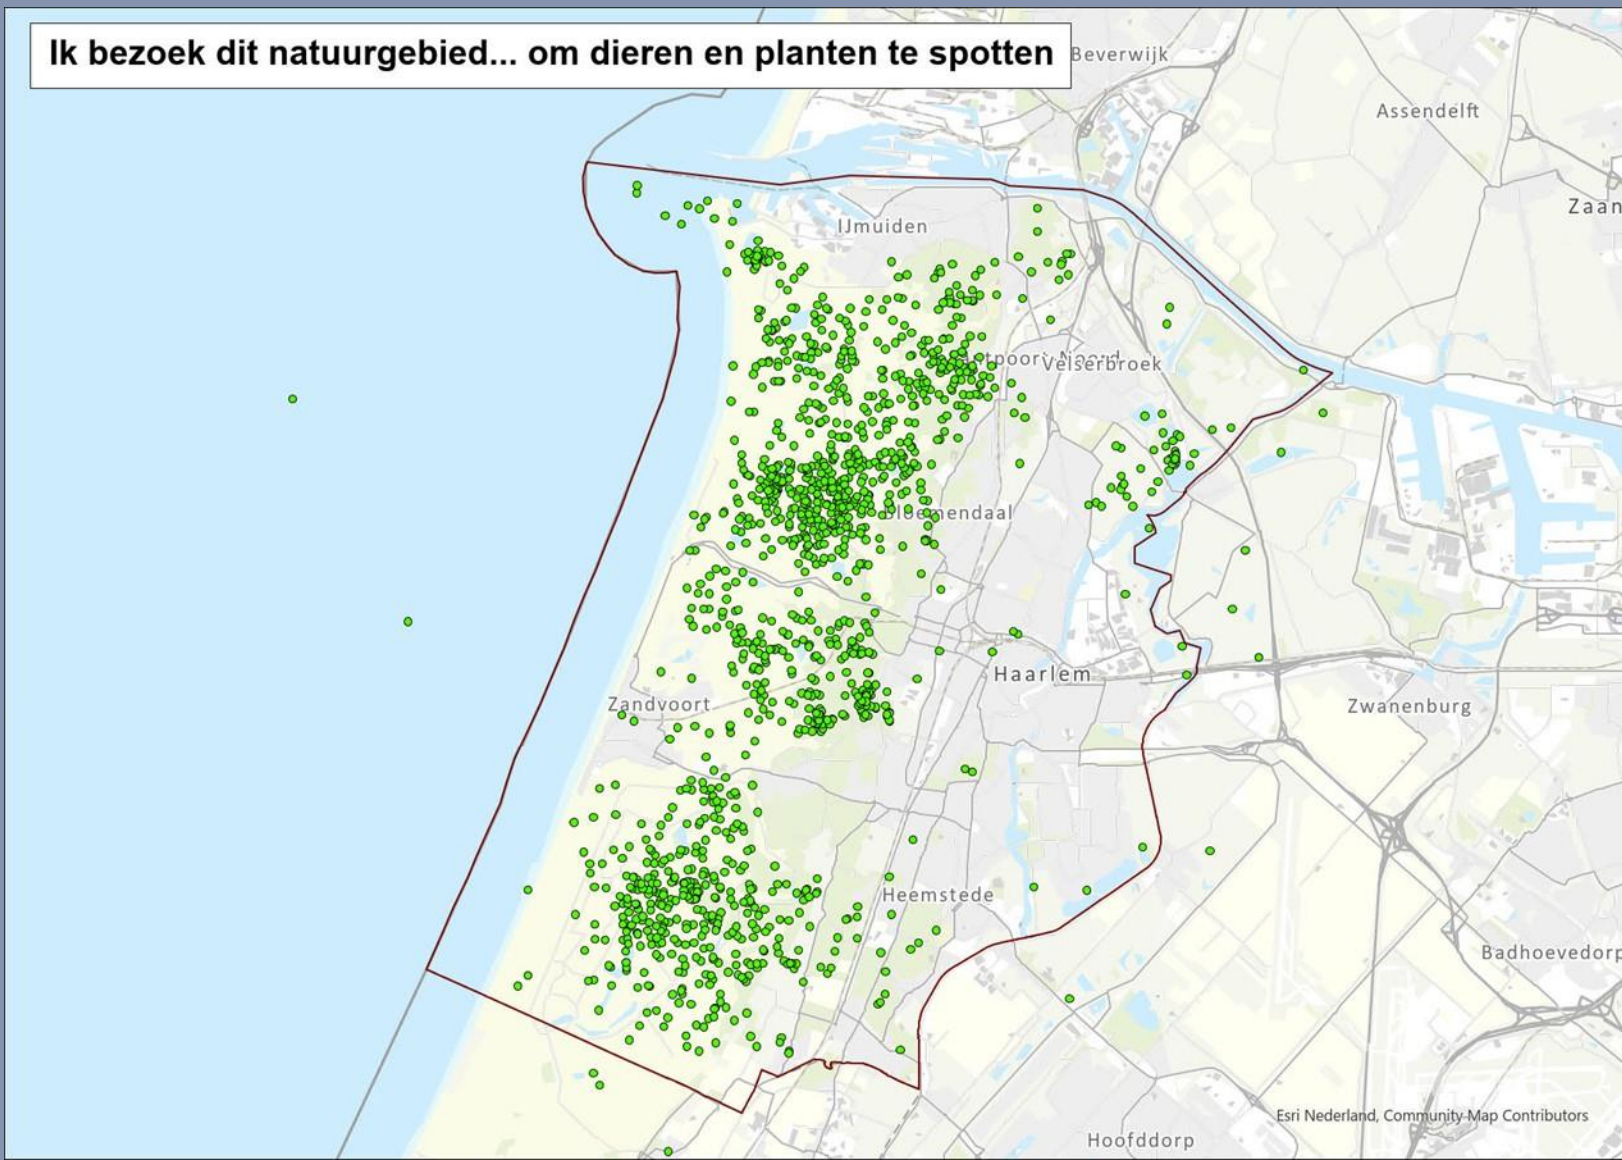 Ik bezoek dit natuurgebied... om dieren en planten te spotten
Beverwijk
Assendelft
Zaan
IJmuiden
Velserbroek
Bloemendaal
Haarlem
Zandvoort
Zwanenburg
Heemstede
Badhoevedorp
Esri Nederland, Community Map Contributors
Hoofddorp